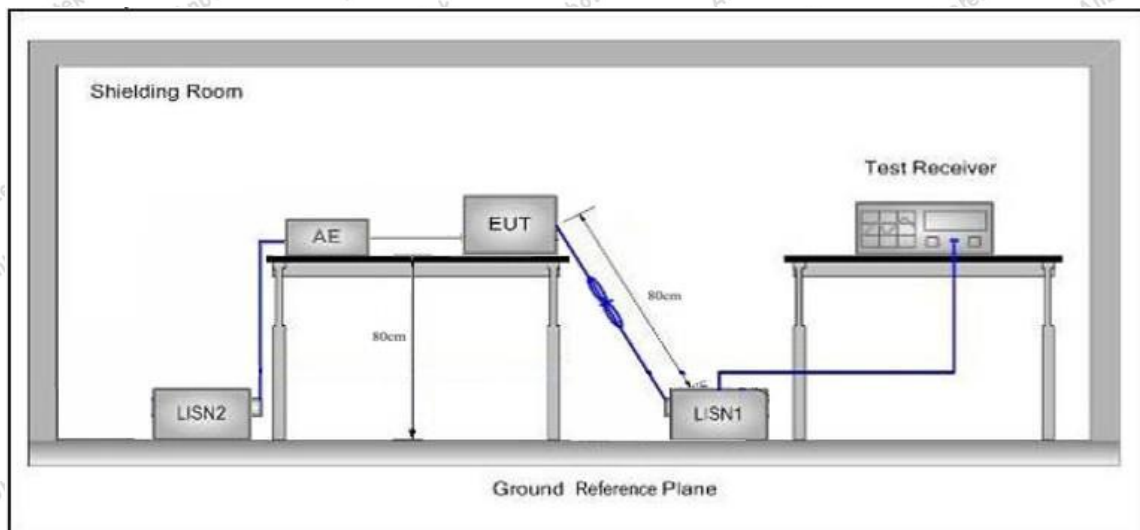 Shielding Room
Test Receiver
AE
EUT
80cm
80cm
LISN2
LISN1
Ground Reference Plane